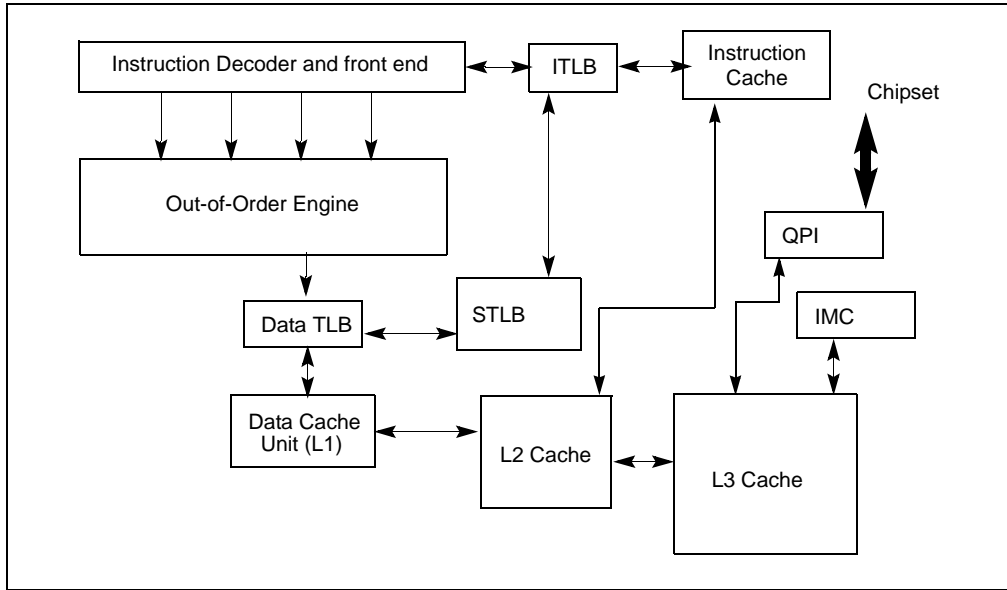 Instruction Decoder and front end
ITLB
Instruction
Cache
Chipset
Out-of-Order Engine
QPI
Data TLB
STLB
IMC
Data Cache
Unit (L1)
L2 Cache
L3 Cache